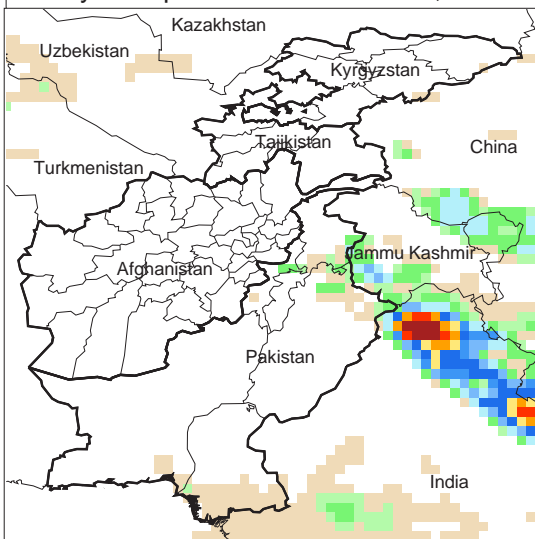 Kazakhstan
Uzbekistan
Kyrgyzstan
Tajikistan
China
Turkmenistan
Jammu Kashmir
Afghanistan
Pakistan
India